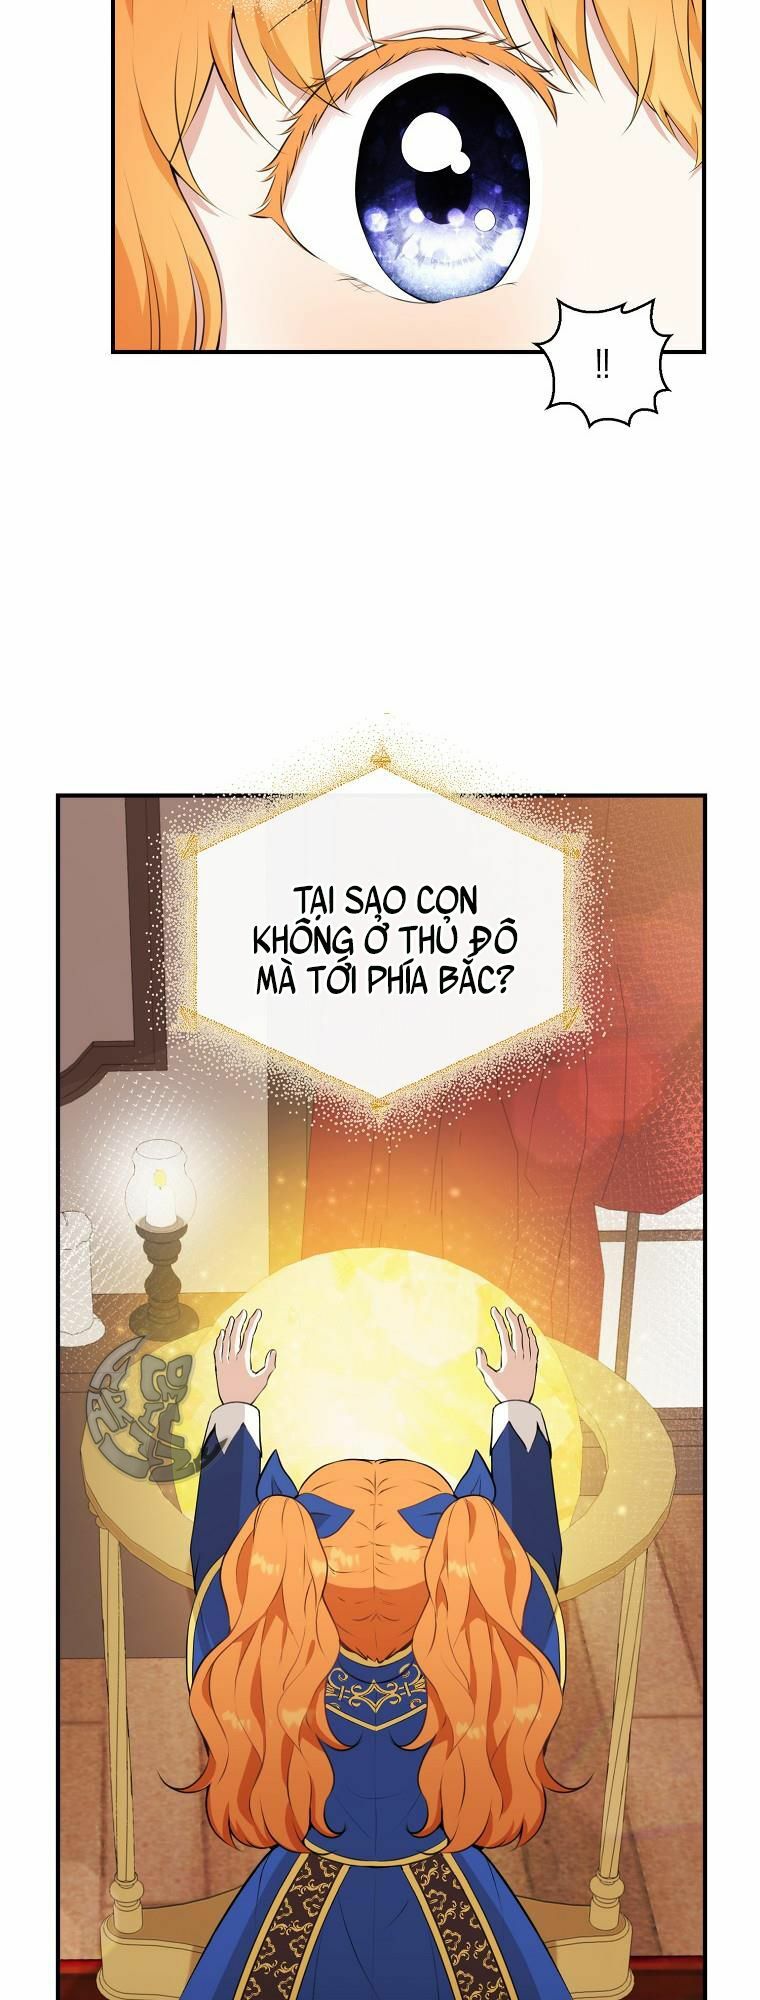 !!
TẠI SAO CON
KHÔNG Ở THỦ ĐÔ
MÀ TỚI PHÍA BẮC?